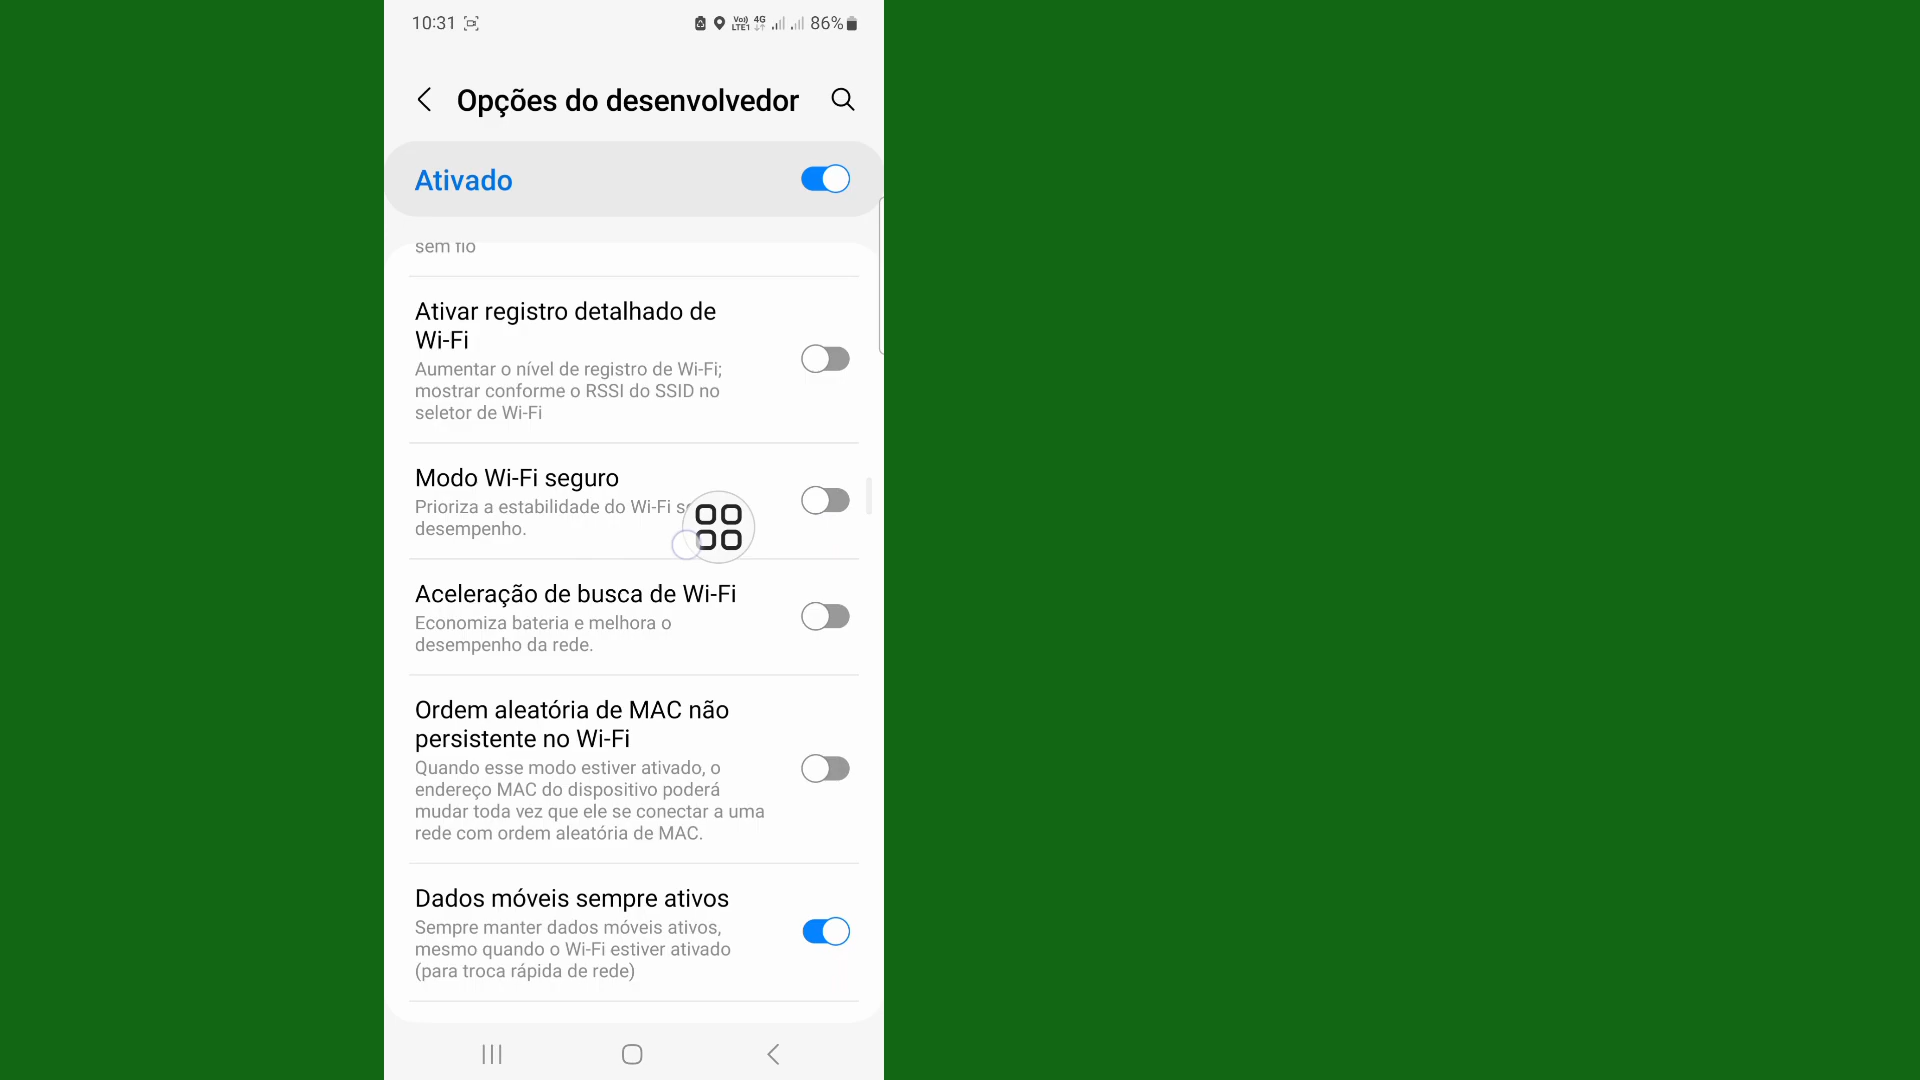 10:31 Vo)) LTE1 4G 86%
Opções do desenvolvedor
Ativado
sem fio
Ativar registro detalhado de
Wi-Fi
Aumentar o nível de registro de Wi-Fi;
mostrar conforme o RSSI do SSID no
seletor de Wi-Fi
Modo Wi-Fi seguro
Prioriza a estabilidade do Wi-Fi
desempenho.
Aceleração de busca de Wi-Fi
Economiza bateria e melhora o
desempenho da rede.
Ordem aleatória de MAC não
persistente no Wi-Fi
Quando esse modo estiver ativado, o
endereço MAC do dispositivo poderá
mudar toda vez que ele se conectar a uma
rede com ordem aleatória de MAC.
Dados móveis sempre ativos
Sempre manter dados móveis ativos,
mesmo quando o Wi-Fi estiver ativado
(para troca rápida de rede)